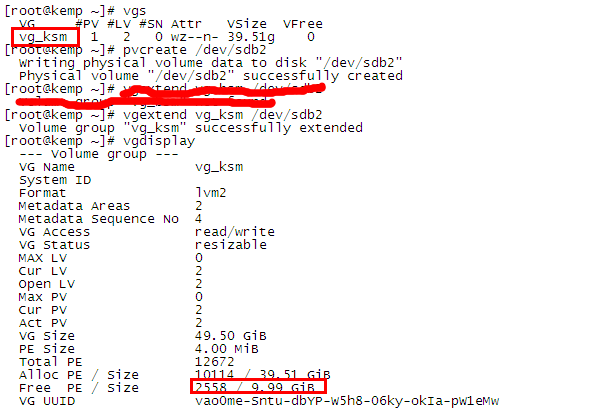 [root@kemp ~]# vgs
VG #PV #LV #SN Attr VSize VFree
vg_ksm 1 2 0 wz--n- 39.51g 0
[root@kemp ~]# pvcreate /dev/sdb2
Writing physical volume data to disk "/dev/sdb2"
Physical volume "/dev/sdb2" successfully created
[root@kemp ~]#
[root@kemp ~]# vgextend vg_ksm /dev/sdb2
Volume group "vg_ksm" successfully extended
[root@kemp ~]# vgdisplay
--- Volume group ---
VG Name vg_ksm
System ID
Format lvm2
Metadata Areas 2
Metadata Sequence No 4
VG Access read/write
VG Status resizable
MAX LV 0
Cur LV 2
Open LV 2
Max PV 0
Cur PV 2
Act PV 2
VG Size 49.50 GiB
PE Size 4.00 MiB
Total PE 12672
Alloc PE / Size 10114 / 39.51 GiB
Free PE / Size 2558 / 9.99 GiB
VG UUID vaoOme-Sntu-dbYP-W5h8-O6ky-okIa-pW1eMw